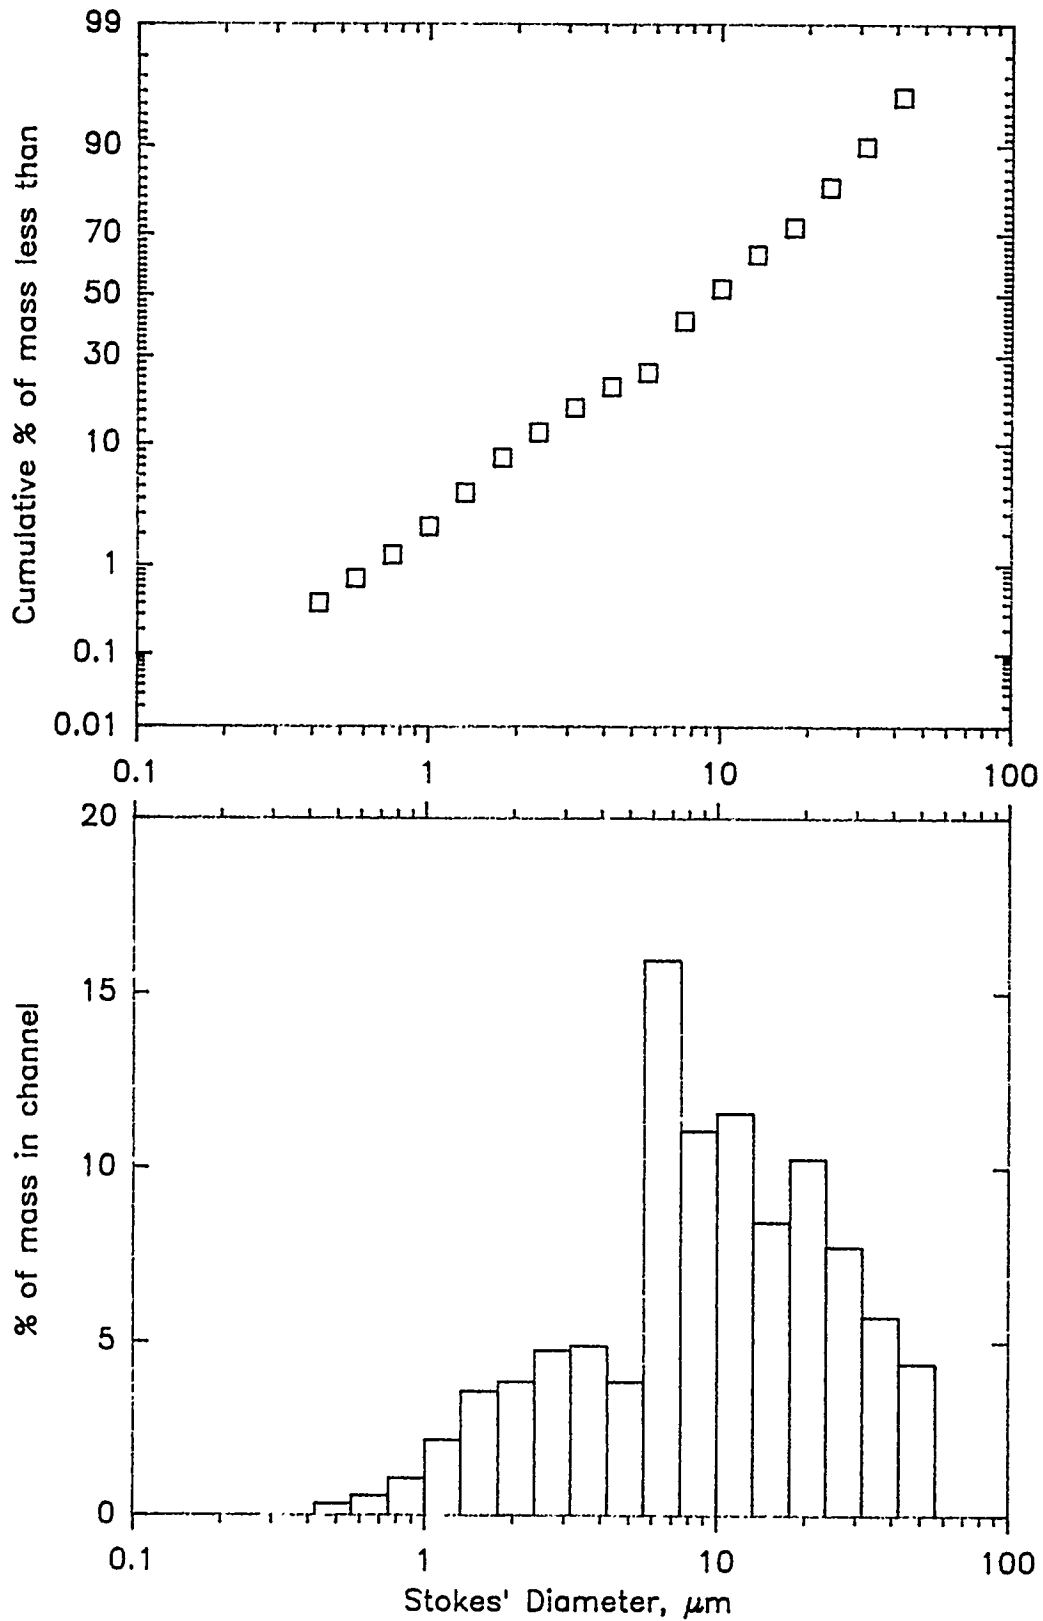 99
90
70
50
30
10
1
0.1
0.01
Cumulative % of mass less than
0.1 1 10 100
20
15
10
5
0
% of mass in channel
0.1 1 10 100
Stokes' Diameter, μm